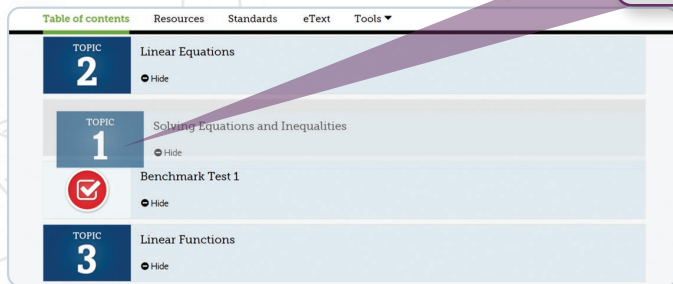 Table of contents Resources Standards eText Tools ▼
TOPIC
2
Linear Equations
Hide
TOPIC
1
Solving Equations and Inequalities
Hide
Benchmark Test 1
Hide
TOPIC
3
Linear Functions
Hide